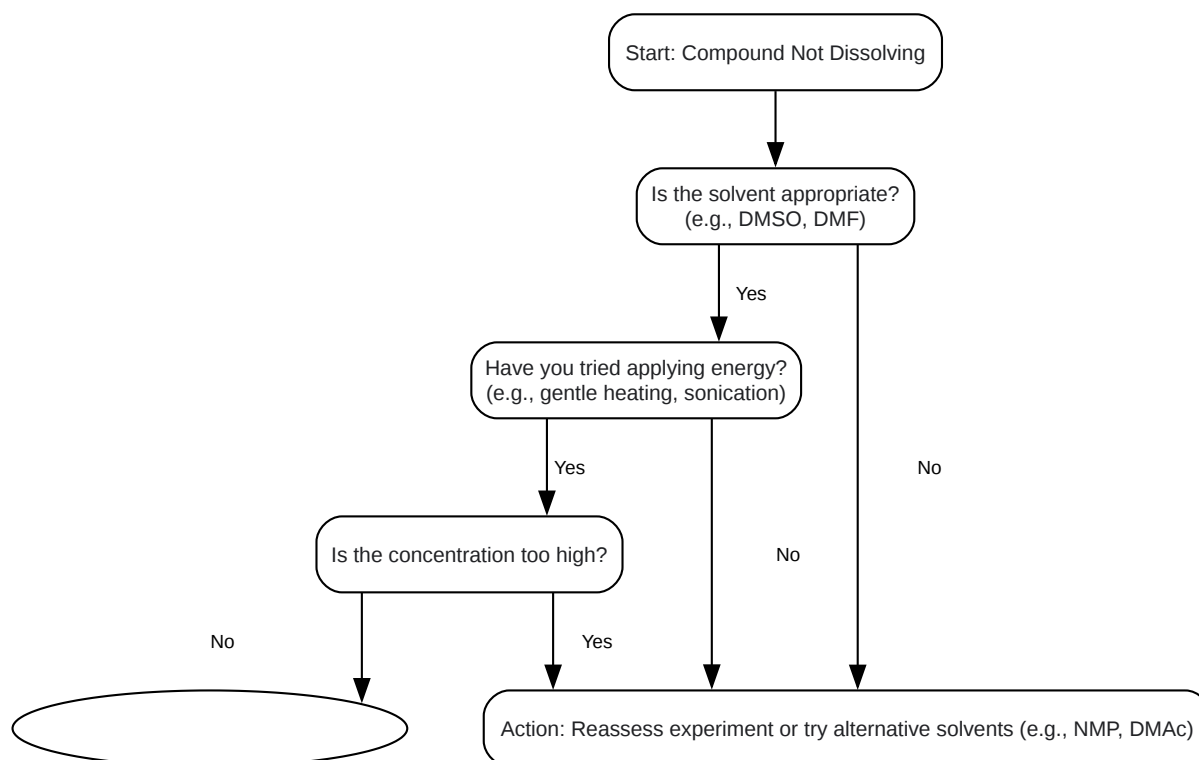 Start: Compound Not Dissolving
Is the solvent appropriate?
(e.g., DMSO, DMF)
Yes
Have you tried applying energy?
(e.g., gentle heating, sonication)
Yes
No
Is the concentration too high?
No
No
Yes
Action: Reassess experiment or try alternative solvents (e.g., NMP, DMAc)